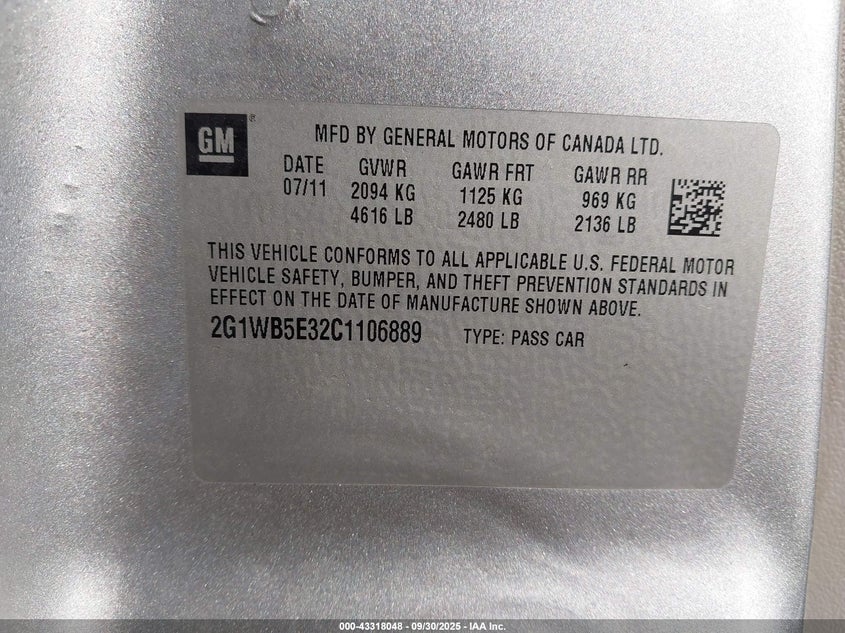 GM ®
MFD BY GENERAL MOTORS OF CANADA LTD.
DATE GVWR GAWR FRT GAWR RR
07/11 2094 KG 1125 KG 969 KG
4616 LB 2480 LB 2136 LB
THIS VEHICLE CONFORMS TO ALL APPLICABLE U.S. FEDERAL MOTOR
VEHICLE SAFETY, BUMPER, AND THEFT PREVENTION STANDARDS IN
EFFECT ON THE DATE OF MANUFACTURE SHOWN ABOVE.
2G1WB5E32C1106889 TYPE: PASS CAR
000-43318048 - 09/30/2025 - IAA Inc.